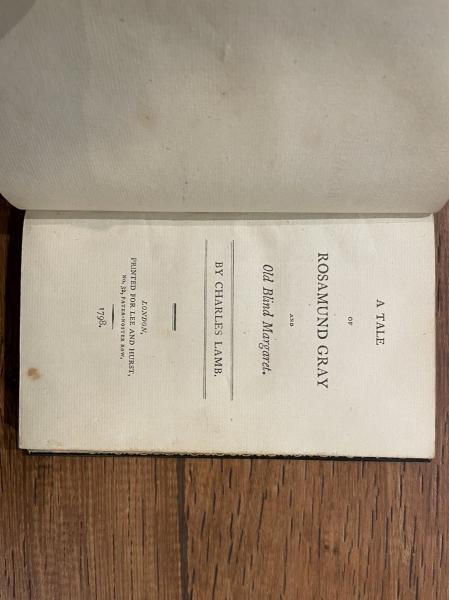 A TALE
OF
ROSAMUND GRAY
AND
Old Blind Margaret.
BY CHARLES LAMB.
LONDON,
PRINTED FOR LEE AND HURST,
NO. 32, PATER-NOSTER ROW,
1798.